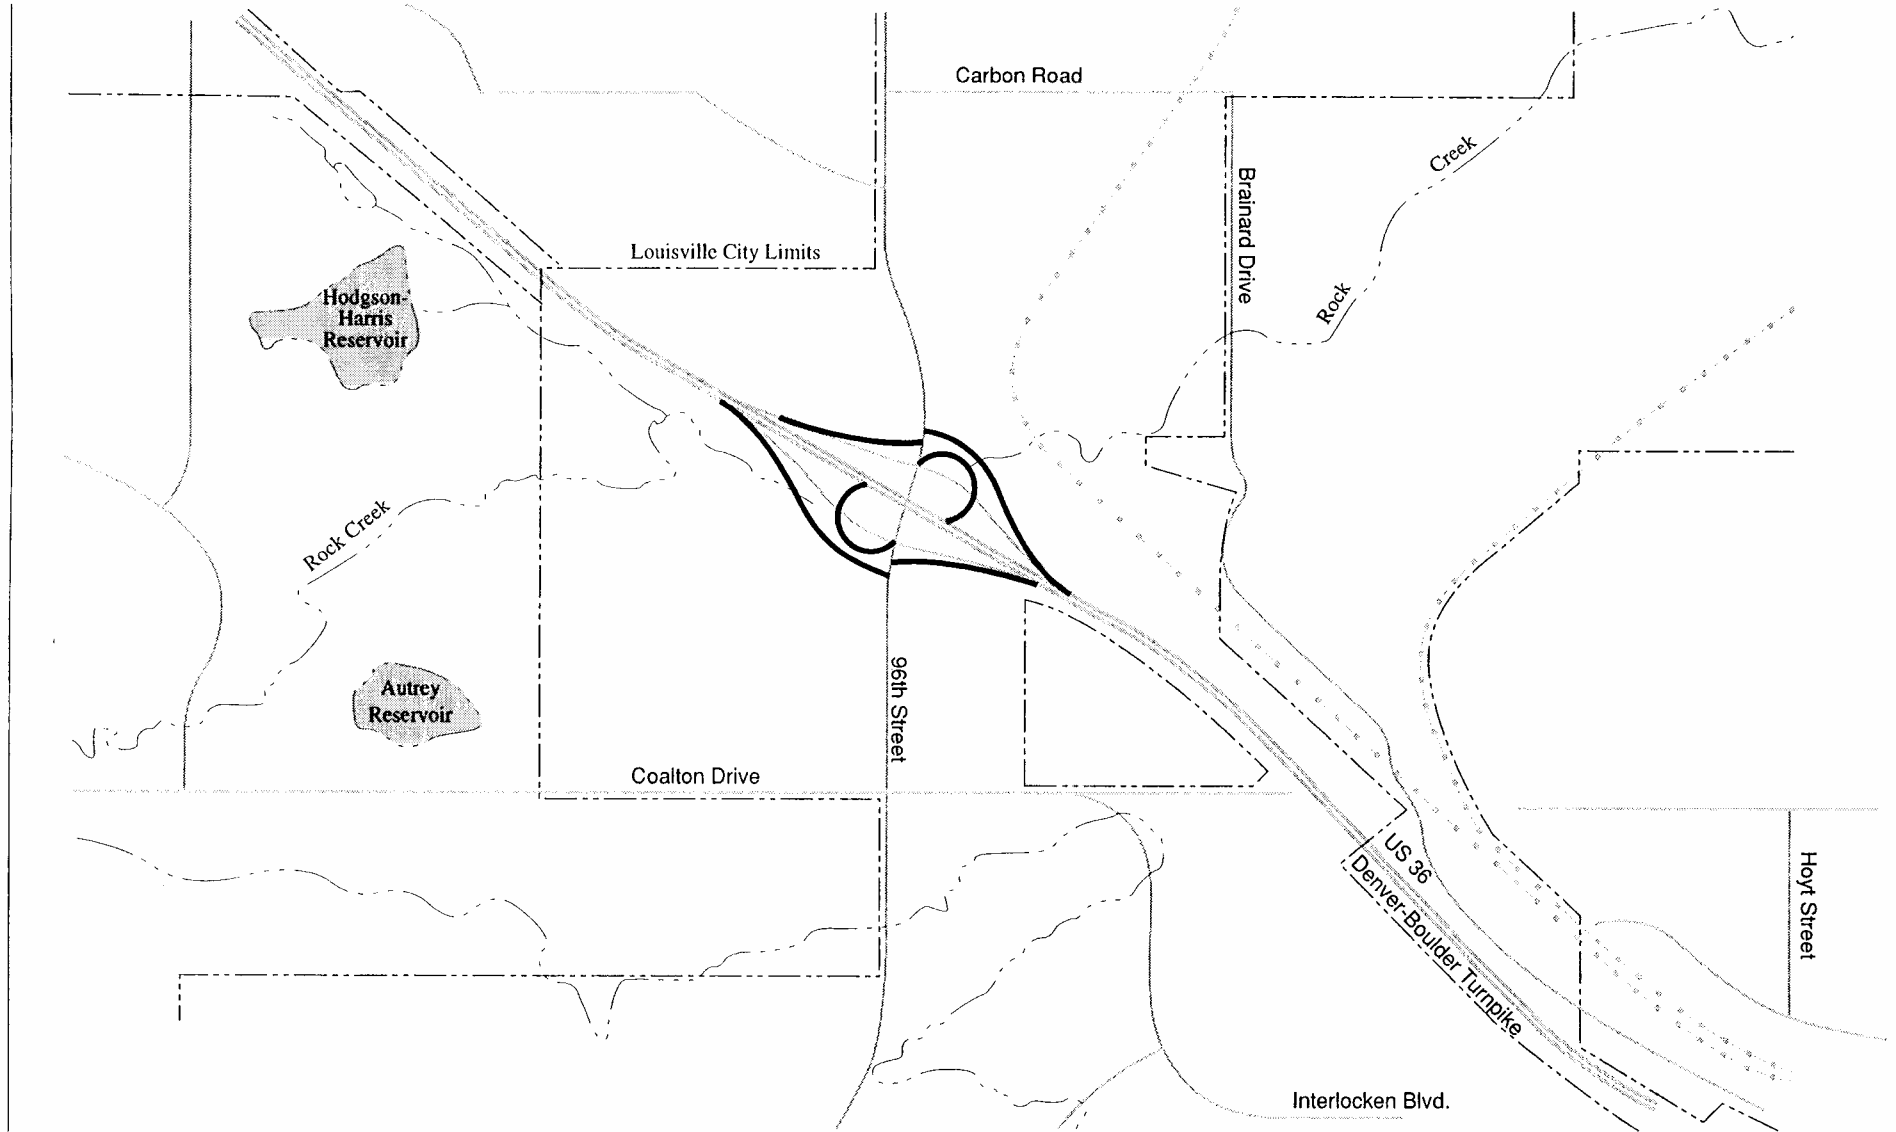 Carbon Road
Creek
Brainard Drive
Louisville City Limits
Rock
Hodgson-
Harris
Reservoir
Rock Creek
Autrey
Reservoir
96th Street
Coalton Drive
US 36
Denver-Boulder Turnpike
Hoyt Street
Interlocken Blvd.